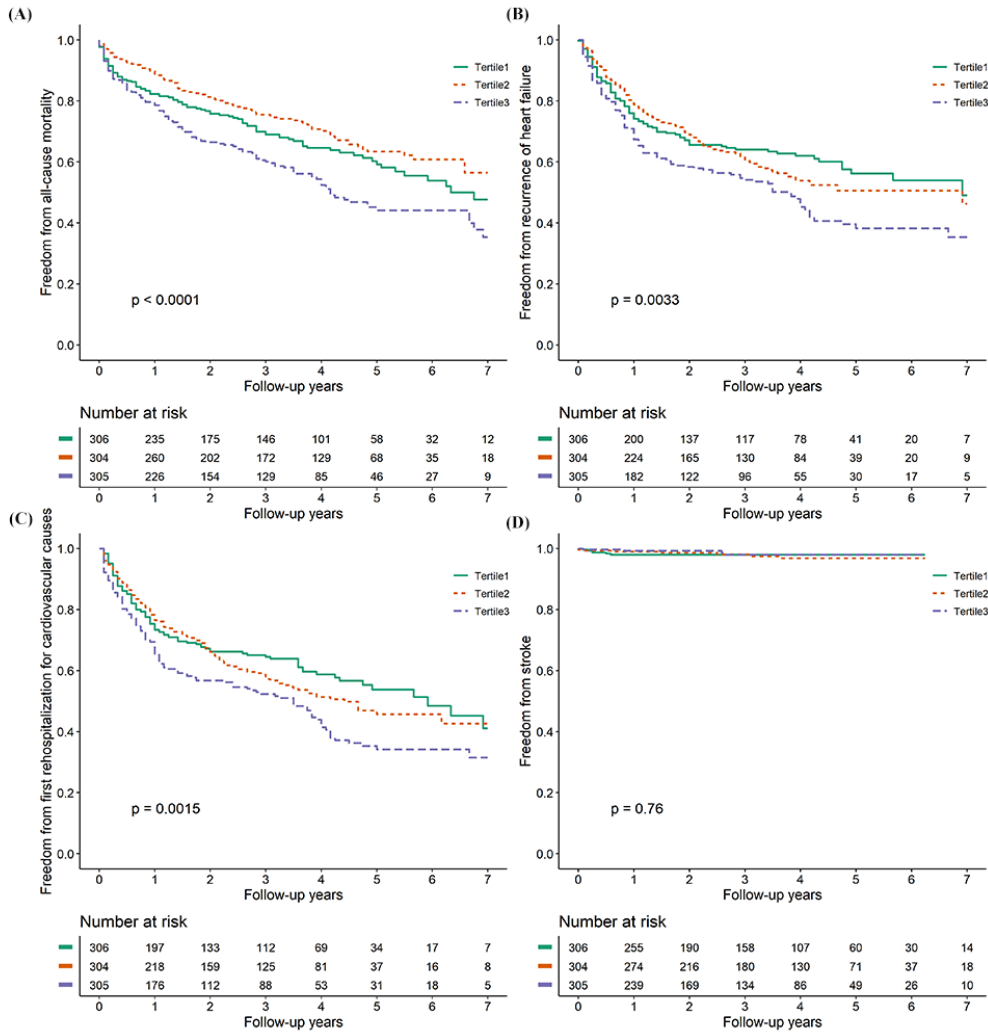 (A)
Freedom from all-cause mortality
1.0
0.8
0.6
0.4
0.2
0.0
Tertile1
Tertile2
Tertile3
p < 0.0001
0 1 2 3 4 5 6 7
Follow-up years
Number at risk
306 235 175 146 101 58 32 12
304 260 202 172 129 68 35 18
305 226 154 129 85 46 27 9
0 1 2 3 4 5 6 7
Follow-up years
(B)
Freedom from recurrence of heart failure
1.0
0.8
0.6
0.4
0.2
0.0
Tertile1
Tertile2
Tertile3
p = 0.0033
0 1 2 3 4 5 6 7
Follow-up years
Number at risk
306 200 137 117 78 41 20 7
304 224 165 130 84 39 20 9
305 182 122 96 55 30 17 5
0 1 2 3 4 5 6 7
Follow-up years
(C)
Freedom from first rehospitalization for cardiovascular causes
1.0
0.8
0.6
0.4
0.2
0.0
Tertile1
Tertile2
Tertile3
p = 0.0015
0 1 2 3 4 5 6 7
Follow-up years
Number at risk
306 197 133 112 69 34 17 7
304 218 159 125 81 37 16 8
305 176 112 88 53 31 18 5
0 1 2 3 4 5 6 7
Follow-up years
(D)
Freedom from stroke
1.0
0.8
0.6
0.4
0.2
0.0
Tertile1
Tertile2
Tertile3
p = 0.76
0 1 2 3 4 5 6 7
Follow-up years
Number at risk
306 255 190 158 107 60 30 14
304 274 216 180 130 71 37 18
305 239 169 134 86 49 26 10
0 1 2 3 4 5 6 7
Follow-up years